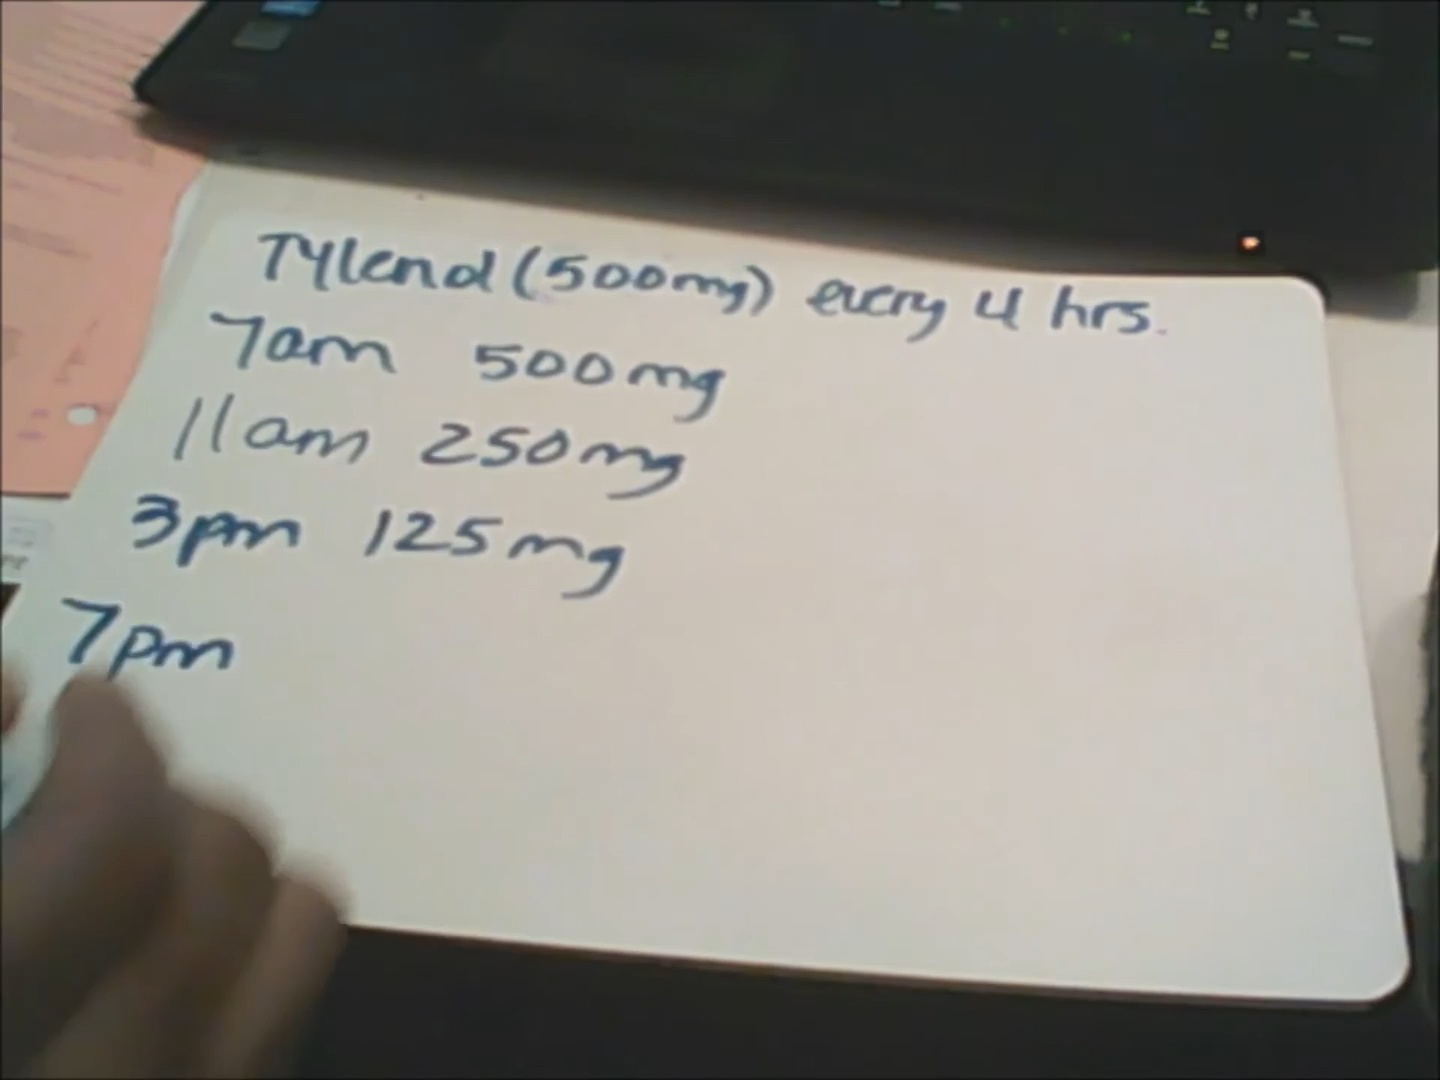 Tylenol (500mg) every 4 hrs.
7am 500mg
11am 250mg
3pm 125mg
7pm